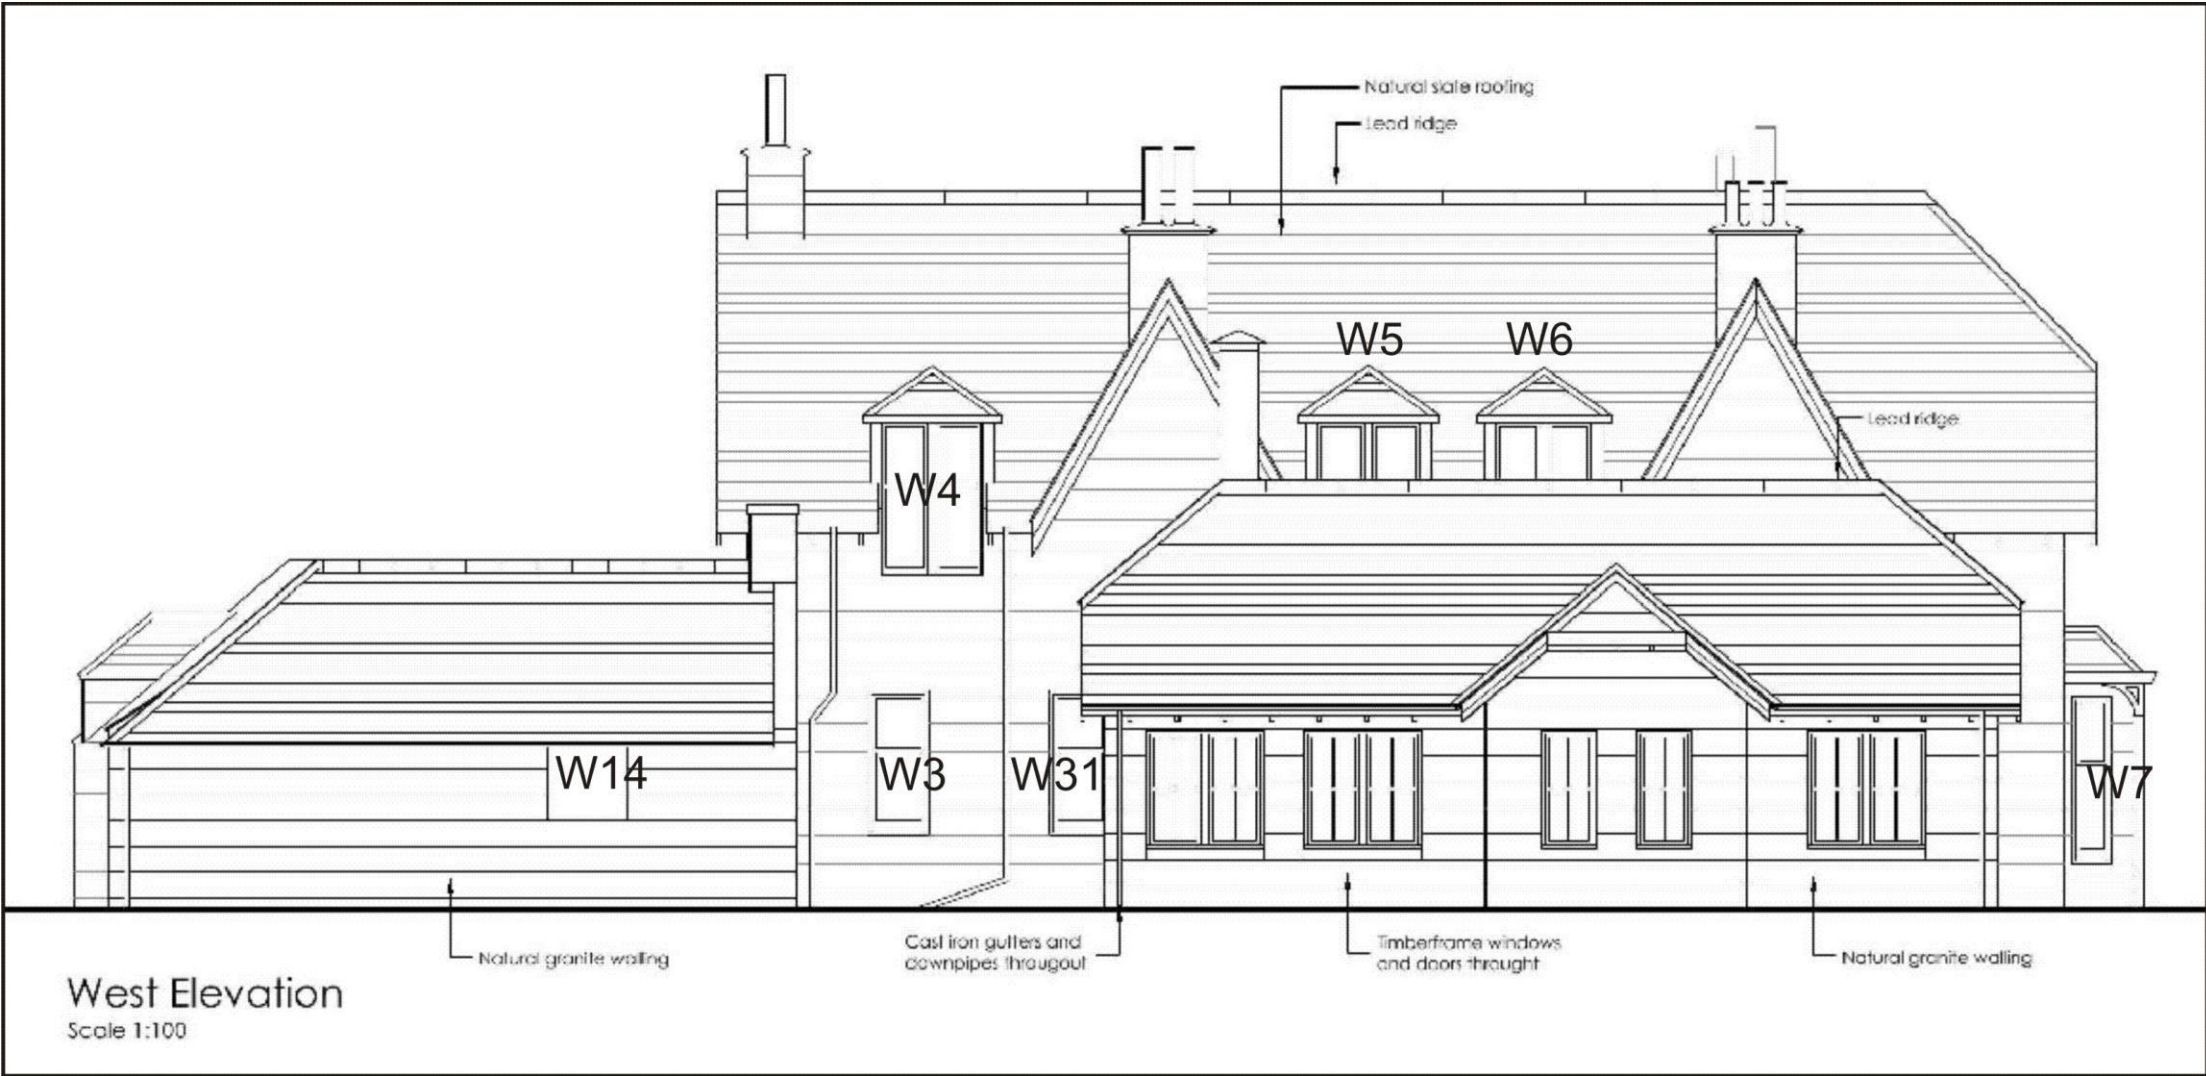 Natural slate roofing
Lead ridge
W5
W6
Lead ridge
W4
W14
W3
W31
W7
Natural granite walling
Cast iron gutters and
downpipes througout
Timberframe windows
and doors throught
Natural granite walling
West Elevation
Scale 1:100